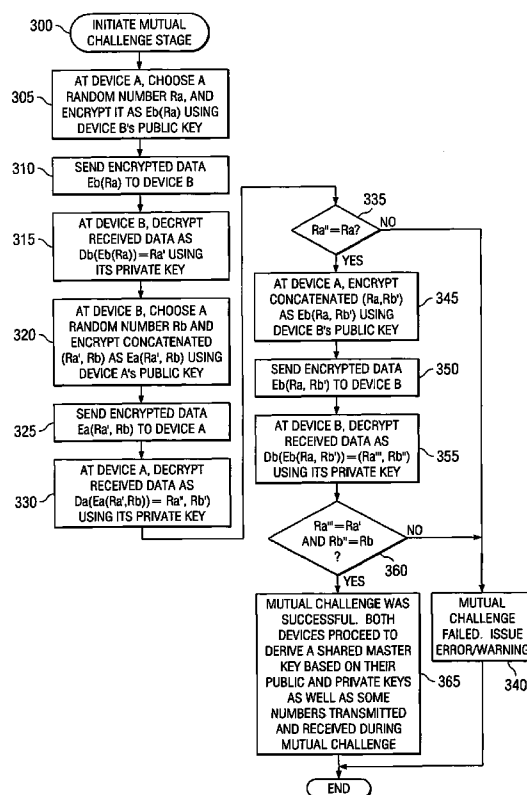 300
INITIATE MUTUAL
CHALLENGE STAGE
305
AT DEVICE A, CHOOSE A
RANDOM NUMBER Ra, AND
ENCRYPT IT AS Eb(Ra) USING
DEVICE B's PUBLIC KEY
310
SEND ENCRYPTED DATA
Eb(Ra) TO DEVICE B
315
AT DEVICE B, DECRYPT
RECEIVED DATA AS
Db(Eb(Ra)) = Ra' USING
ITS PRIVATE KEY
320
AT DEVICE B, CHOOSE A
RANDOM NUMBER Rb AND
ENCRYPT CONCATENATED
(Ra', Rb) AS Ea(Ra', Rb) USING
DEVICE A's PUBLIC KEY
325
SEND ENCRYPTED DATA
Ea(Ra', Rb) TO DEVICE A
330
AT DEVICE A, DECRYPT
RECEIVED DATA AS
Da(Ea(Ra',Rb)) = Ra", Rb')
USING ITS PRIVATE KEY
335
Ra" = Ra?
NO
YES
345
AT DEVICE A, ENCRYPT
CONCATENATED (Ra,Rb')
AS Eb(Ra, Rb') USING
DEVICE B's PUBLIC KEY
350
SEND ENCRYPTED DATA
Eb(Ra, Rb') TO DEVICE B
355
AT DEVICE B, DECRYPT
RECEIVED DATA AS
Db(Eb(Ra, Rb')) = (Ra''', Rb")
USING ITS PRIVATE KEY
Ra''' = Ra'
AND Rb" = Rb
?
NO
360
YES
MUTUAL CHALLENGE WAS
SUCCESSFUL. BOTH
DEVICES PROCEED TO
DERIVE A SHARED MASTER
KEY BASED ON THEIR
PUBLIC AND PRIVATE KEYS
AS WELL AS SOME
NUMBERS TRANSMITTED
AND RECEIVED DURING
MUTUAL CHALLENGE
365
MUTUAL
CHALLENGE
FAILED. ISSUE
ERROR/WARNING
340
END